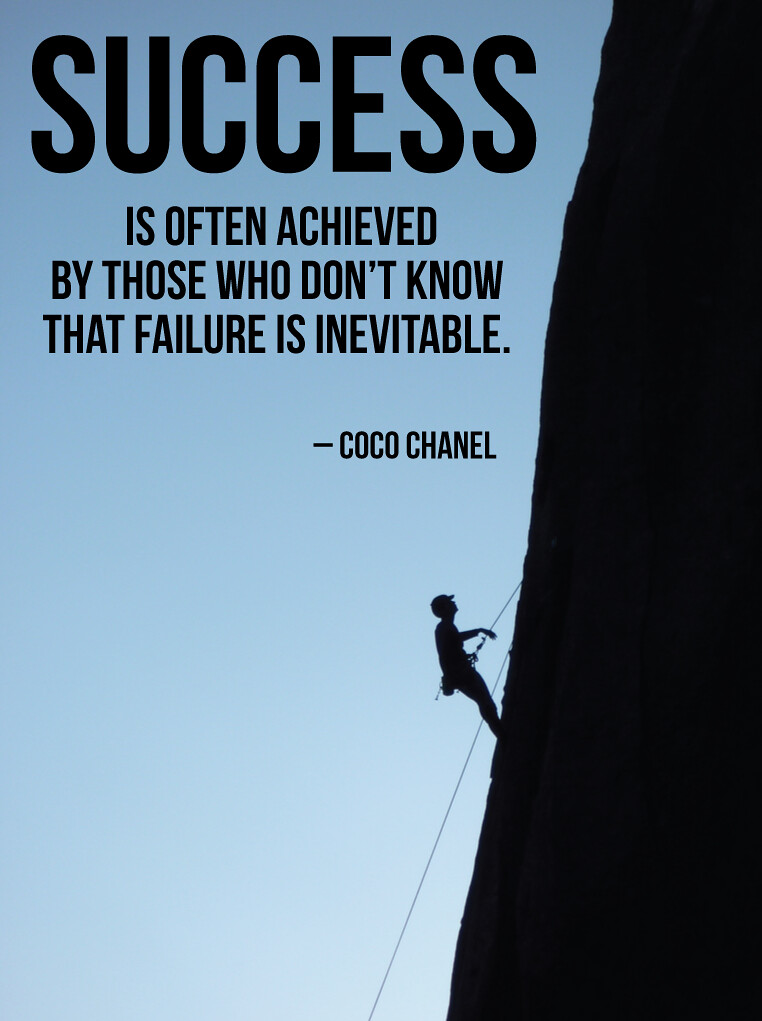 SUCCESS
IS OFTEN ACHIEVED
BY THOSE WHO DON'T KNOW
THAT FAILURE IS INEVITABLE.
– COCO CHANEL